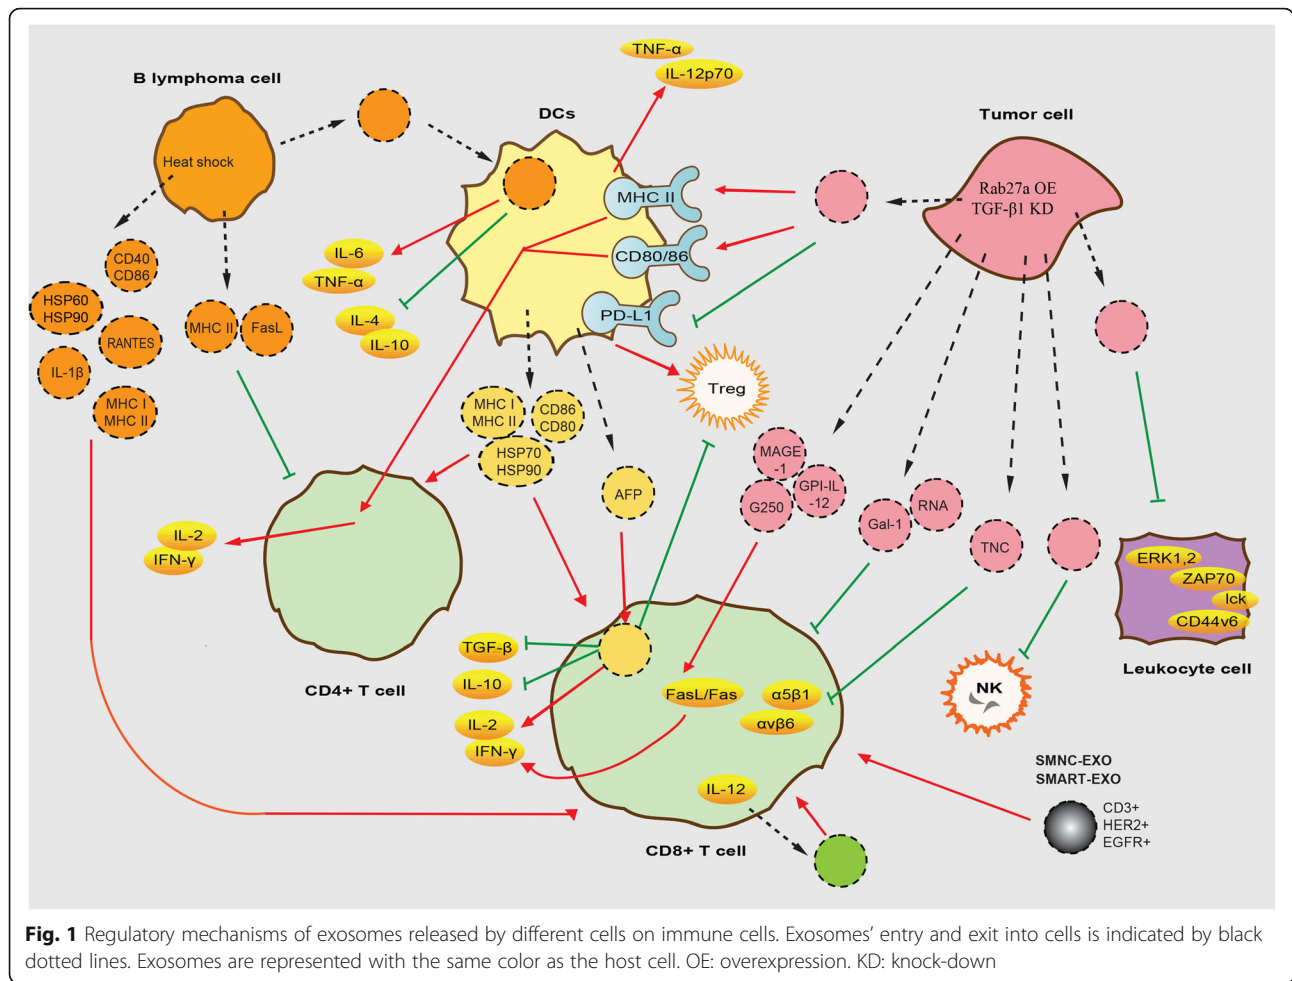 TNF-α
IL-12p70
B lymphoma cell
DCs
Tumor cell
Heat shock
MHC II
Rab27a OE
TGF-β1 KD
CD40
CD86
IL-6
TNF-α
CD80/86
HSP60
HSP90
MHC II
FasL
IL-4
IL-10
PD-L1
RANTES
IL-1β
MHC I
MHC II
Treg
MHC I
MHC II
CD86
CD80
HSP70
HSP90
AFP
MAGE
-1
GPI-IL
-12
G250
Gal-1
RNA
TNC
IL-2
IFN-γ
ERK1,2
ZAP70
lck
CD44v6
Leukocyte cell
CD4+ T cell
TGF-β
IL-10
IL-2
IFN-γ
FasL/Fas
α5β1
αvβ6
NK
IL-12
CD8+ T cell
SMNC-EXO
SMART-EXO
CD3+
HER2+
EGFR+
Fig. 1 Regulatory mechanisms of exosomes released by different cells on immune cells. Exosomes’ entry and exit into cells is indicated by black
dotted lines. Exosomes are represented with the same color as the host cell. OE: overexpression. KD: knock-down